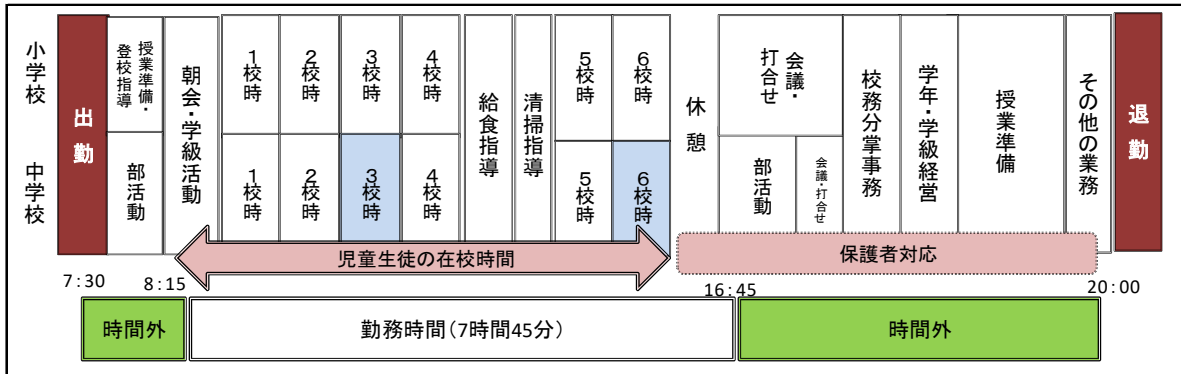 小学校
中学校
出勤
授業準備・
登校指導
部活動
朝会・学級活動
1校時
2校時
3校時
4校時
1校時
2校時
3校時
4校時
給食指導
清掃指導
5校時
6校時
5校時
6校時
休憩
会議・
打合せ
部活動
会議・打合せ
校務分掌事務
学年・学級経営
授業準備
その他の業務
退勤
児童生徒の在校時間
保護者対応
7:30
8:15
16:45
20:00
時間外
勤務時間(7時間45分)
時間外